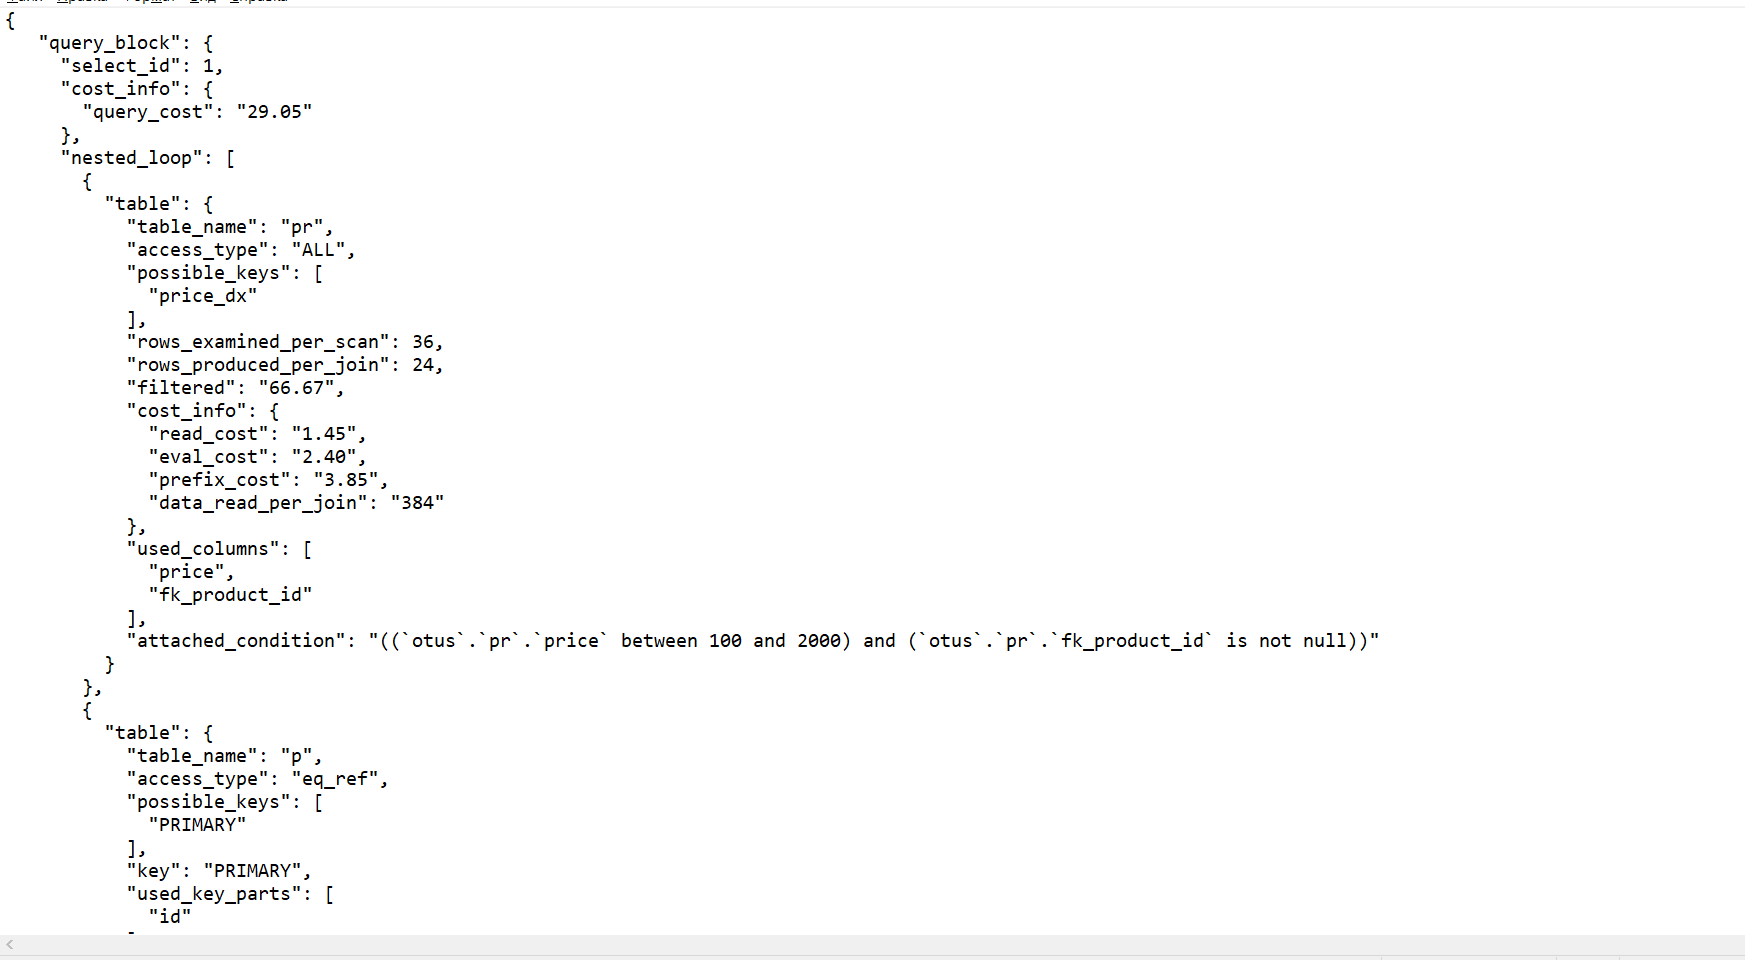 {
"query_block": {
"select_id": 1,
"cost_info": {
"query_cost": "29.05"
},
"nested_loop": [
{
"table": {
"table_name": "pr",
"access_type": "ALL",
"possible_keys": [
"price_dx"
],
"rows_examined_per_scan": 36,
"rows_produced_per_join": 24,
"filtered": "66.67",
"cost_info": {
"read_cost": "1.45",
"eval_cost": "2.40",
"prefix_cost": "3.85",
"data_read_per_join": "384"
},
"used_columns": [
"price",
"fk_product_id"
],
"attached_condition": "((`otus`.`pr`.`price` between 100 and 2000) and (`otus`.`pr`.`fk_product_id` is not null))"
}
},
{
"table": {
"table_name": "p",
"access_type": "eq_ref",
"possible_keys": [
"PRIMARY"
],
"key": "PRIMARY",
"used_key_parts": [
"id"